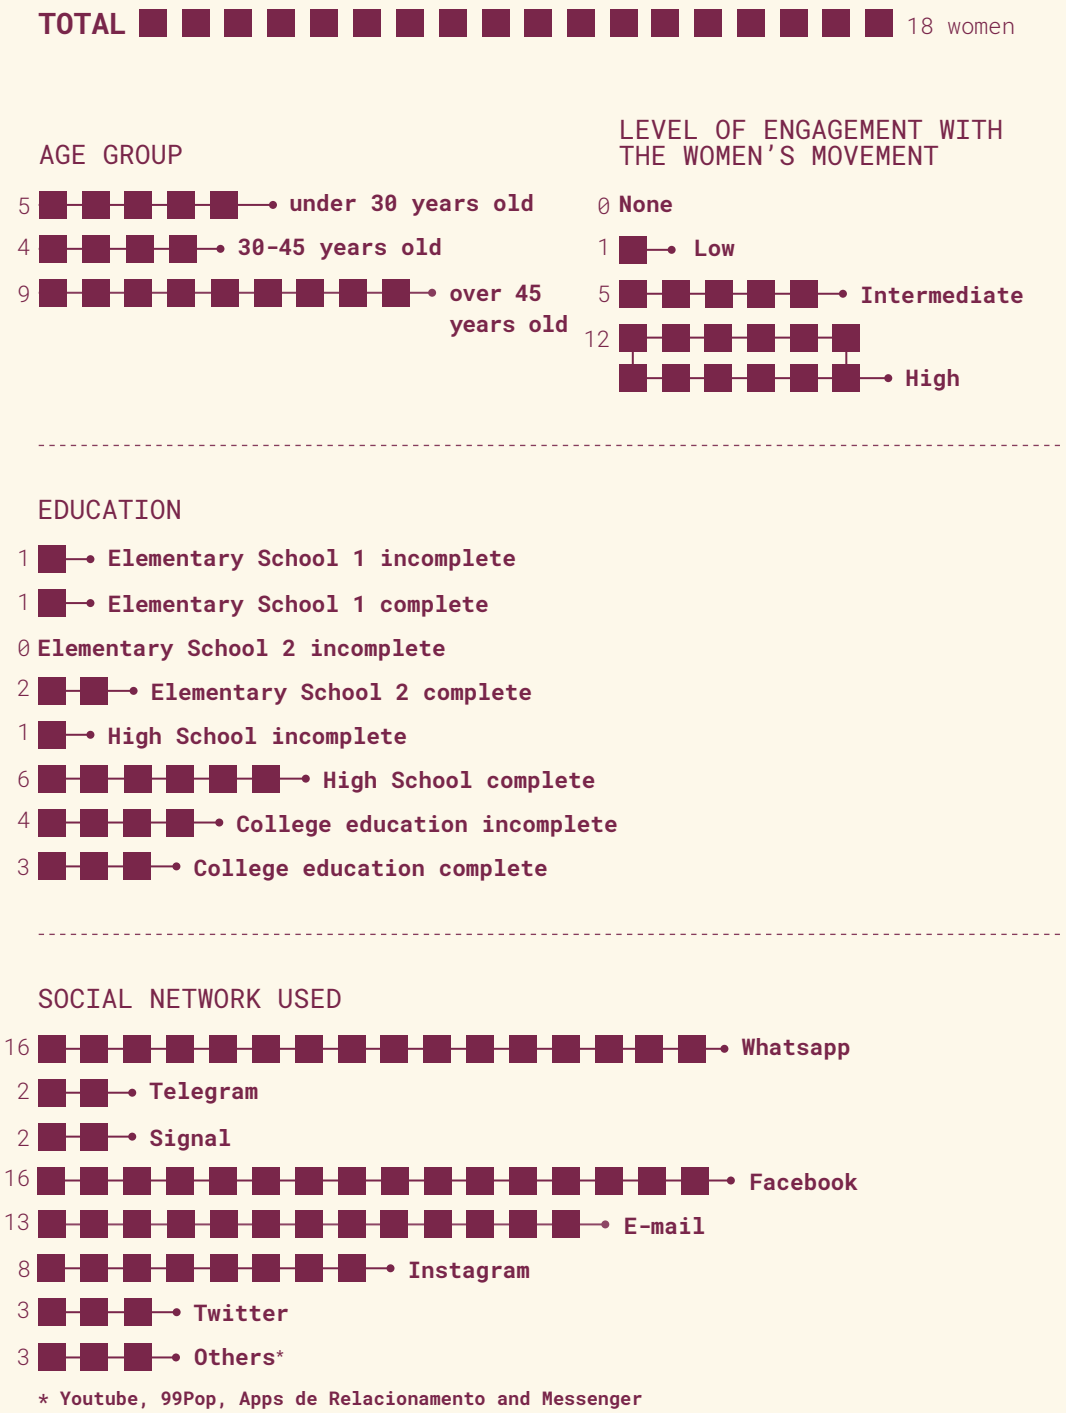 TOTAL 18 women
AGE GROUP
5 under 30 years old
4 30-45 years old
9 over 45
years old
LEVEL OF ENGAGEMENT WITH
THE WOMEN’S MOVEMENT
0 None
1 Low
5 Intermediate
12
High
EDUCATION
1 Elementary School 1 incomplete
1 Elementary School 1 complete
0 Elementary School 2 incomplete
2 Elementary School 2 complete
1 High School incomplete
6 High School complete
4 College education incomplete
3 College education complete
SOCIAL NETWORK USED
16 Whatsapp
2 Telegram
2 Signal
16 Facebook
13 E-mail
8 Instagram
3 Twitter
3 Others*
* Youtube, 99Pop, Apps de Relacionamento and Messenger